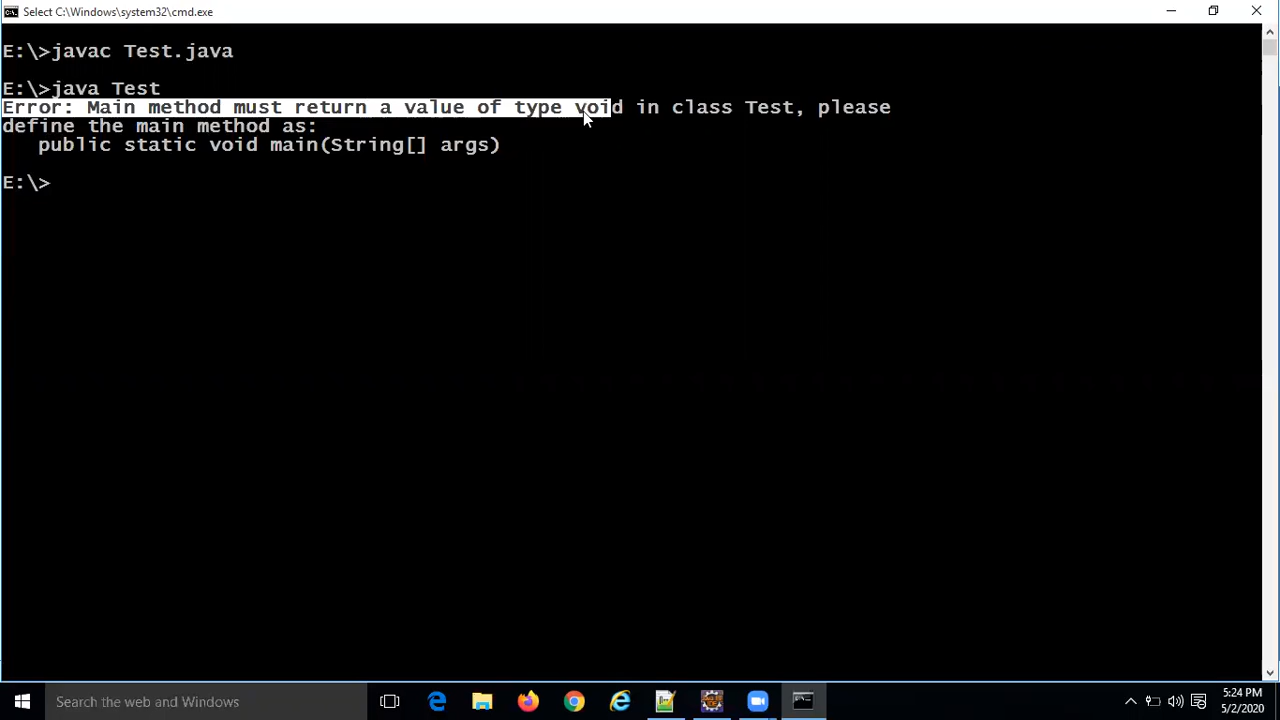 Select C:\Windows\system32\cmd.exe
E:\>javac Test.java
E:\>java Test
Error: Main method must return a value of type void in class Test, please
define the main method as:
   public static void main(String[] args)
E:\>
Search the web and Windows
5:24 PM
5/2/2020